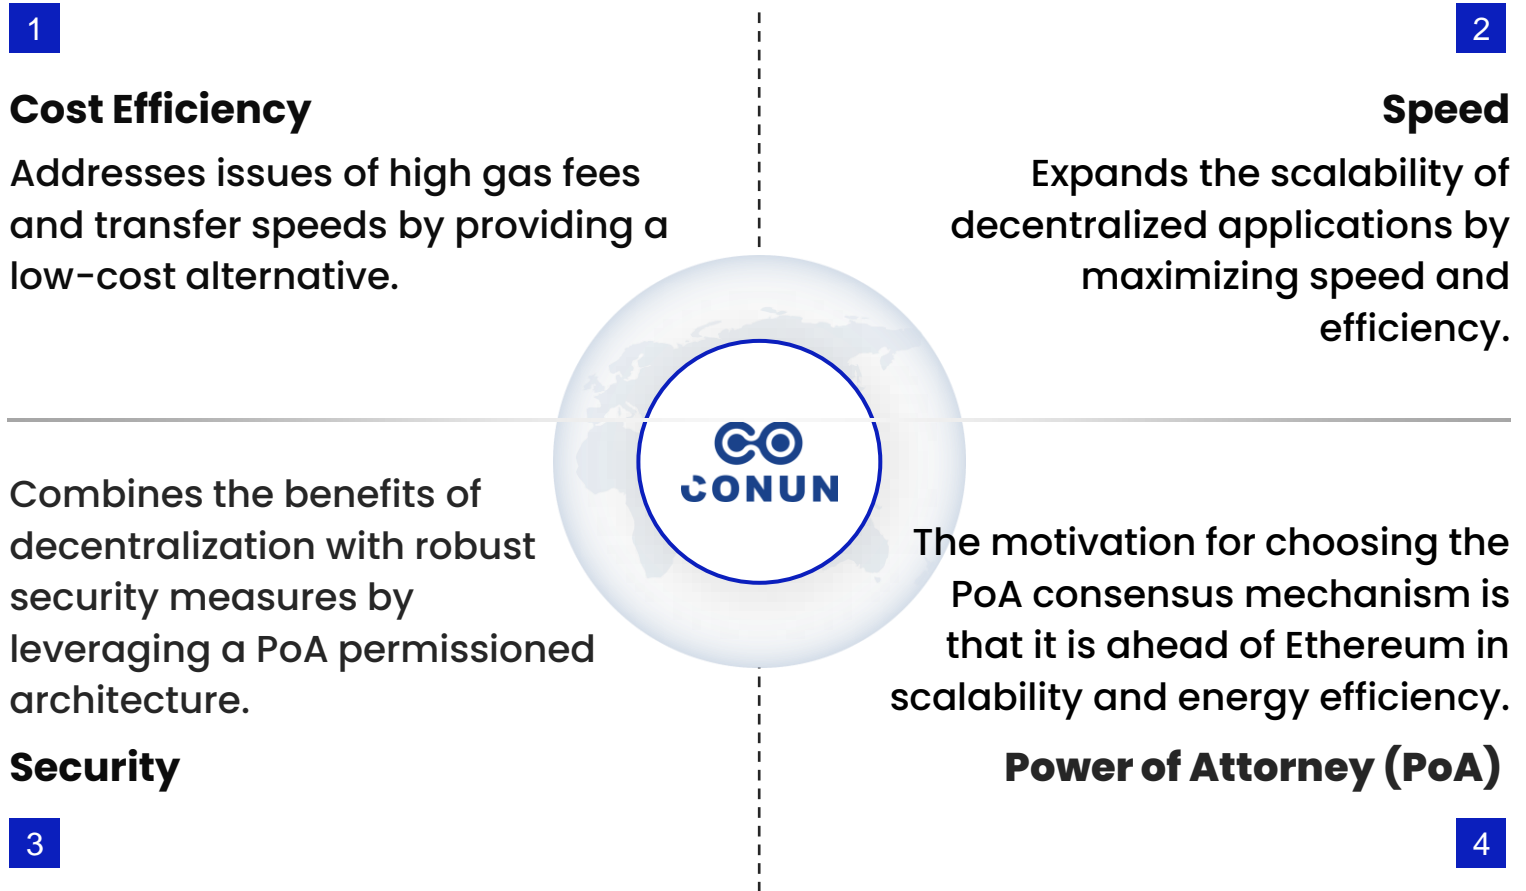 1
Cost Efficiency
Addresses issues of high gas fees
and transfer speeds by providing a
low-cost alternative.
2
Speed
Expands the scalability of
decentralized applications by
maximizing speed and
efficiency.
CO
CONUN
Combines the benefits of
decentralization with robust
security measures by
leveraging a PoA permissioned
architecture.
Security
3
The motivation for choosing the
PoA consensus mechanism is
that it is ahead of Ethereum in
scalability and energy efficiency.
Power of Attorney (PoA)
4